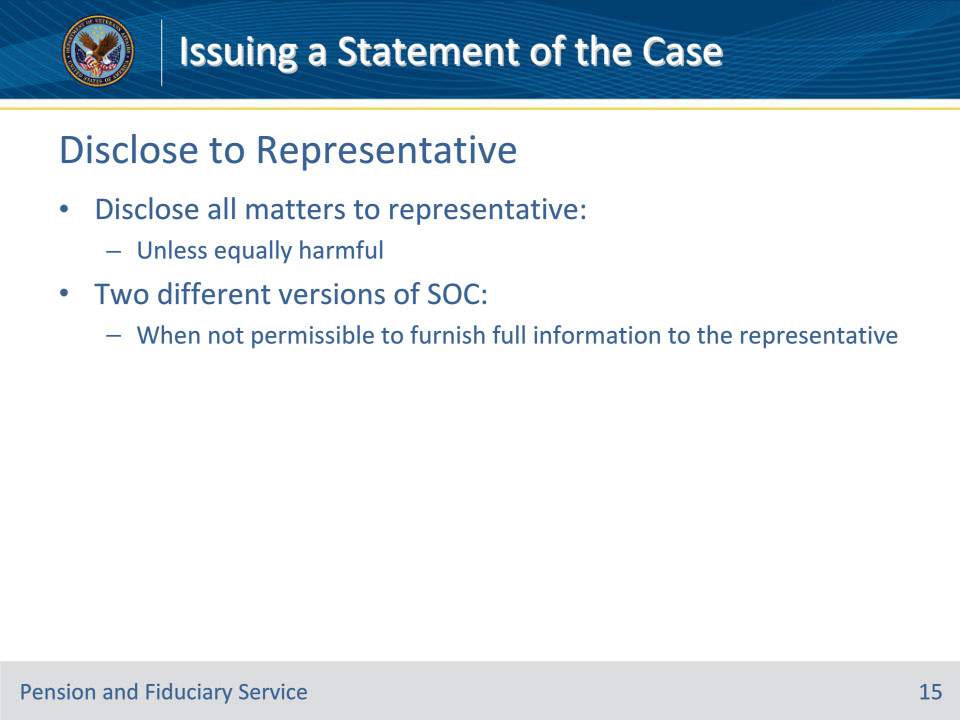 Issuing a Statement of the Case
Disclose to Representative
• Disclose all matters to representative:
– Unless equally harmful
• Two different versions of SOC:
– When not permissible to furnish full information to the representative
Pension and Fiduciary Service
15